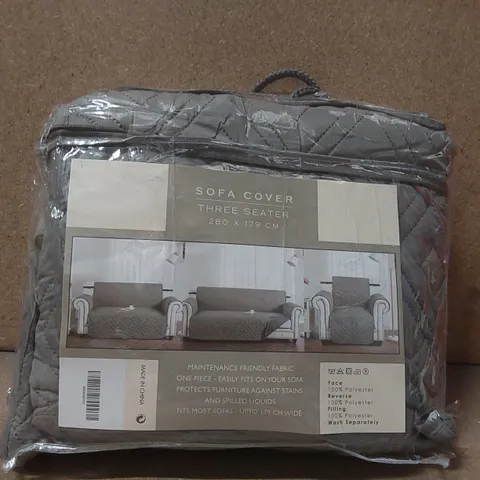 SOFA COVER
THREE SEATER
280 X 179 CM
MAINTENANCE FRIENDLY FABRIC
ONE PIECE - EASILY FITS ON YOUR SOFA
PROTECTS FURNITURE AGAINST STAINS
AND SPILLED LIQUIDS
FITS MOST SOFAS - UPTO 179 CM WIDE
MADE IN CHINA
Face
100% Polyester
Reverse
100% Polyester
Filling
100% Polyester
Wash Separately